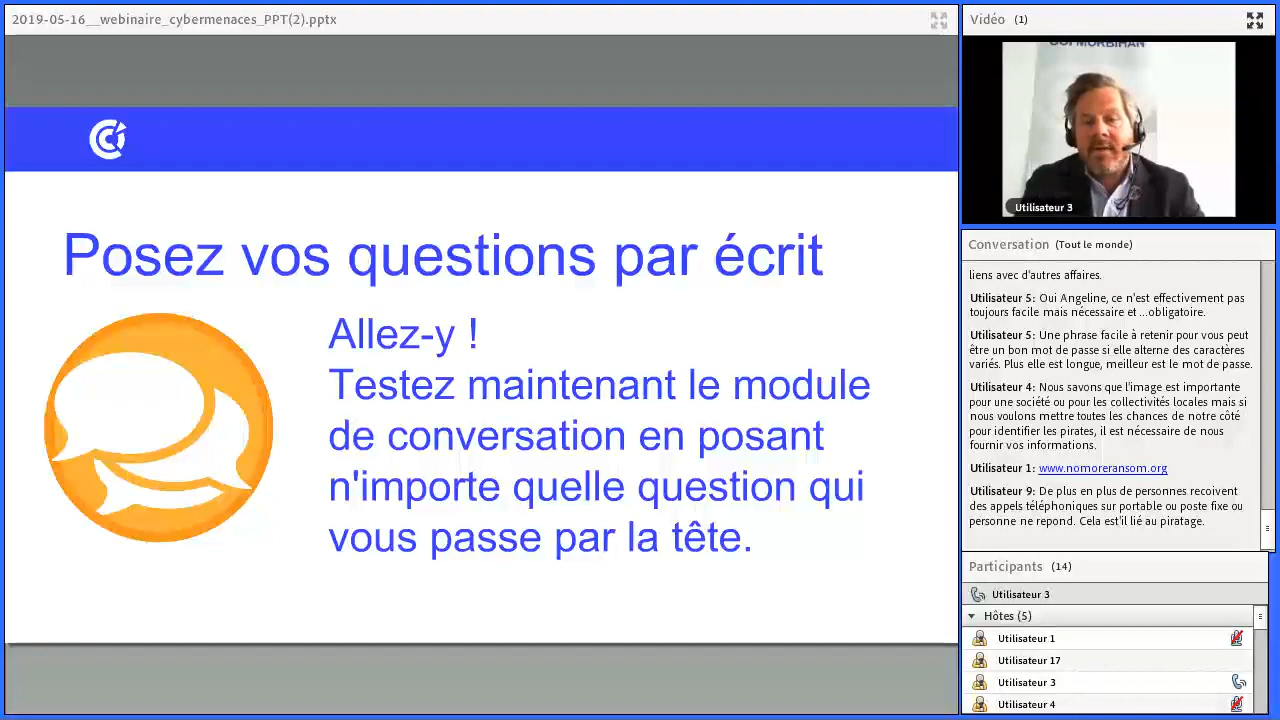 2019-05-16__webinaire_cybermenaces_PPT(2).pptx
Posez vos questions par écrit
Allez-y !
Testez maintenant le module
de conversation en posant
n'importe quelle question qui
vous passe par la tête.
Vidéo (1)
CCI MORBIHAN
Utilisateur 3
Conversation (Tout le monde)
liens avec d'autres affaires.
Utilisateur 5: Oui Angeline, ce n'est effectivement pas
toujours facile mais nécessaire et ...obligatoire.
Utilisateur 5: Une phrase facile à retenir pour vous peut
être un bon mot de passe si elle alterne des caractères
variés. Plus elle est longue, meilleur est le mot de passe.
Utilisateur 4: Nous savons que l'image est importante
pour une société ou pour les collectivités locales mais si
nous voulons mettre toutes les chances de notre côté
pour identifier les pirates, il est nécessaire de nous
fournir vos informations.
Utilisateur 1: www.nomoreransom.org
Utilisateur 9: De plus en plus de personnes recoivent
des appels téléphoniques sur portable ou poste fixe ou
personne ne repond. Cela est'il lié au piratage.
Participants (14)
Utilisateur 3
Hôtes (5)
Utilisateur 1
Utilisateur 17
Utilisateur 3
Utilisateur 4